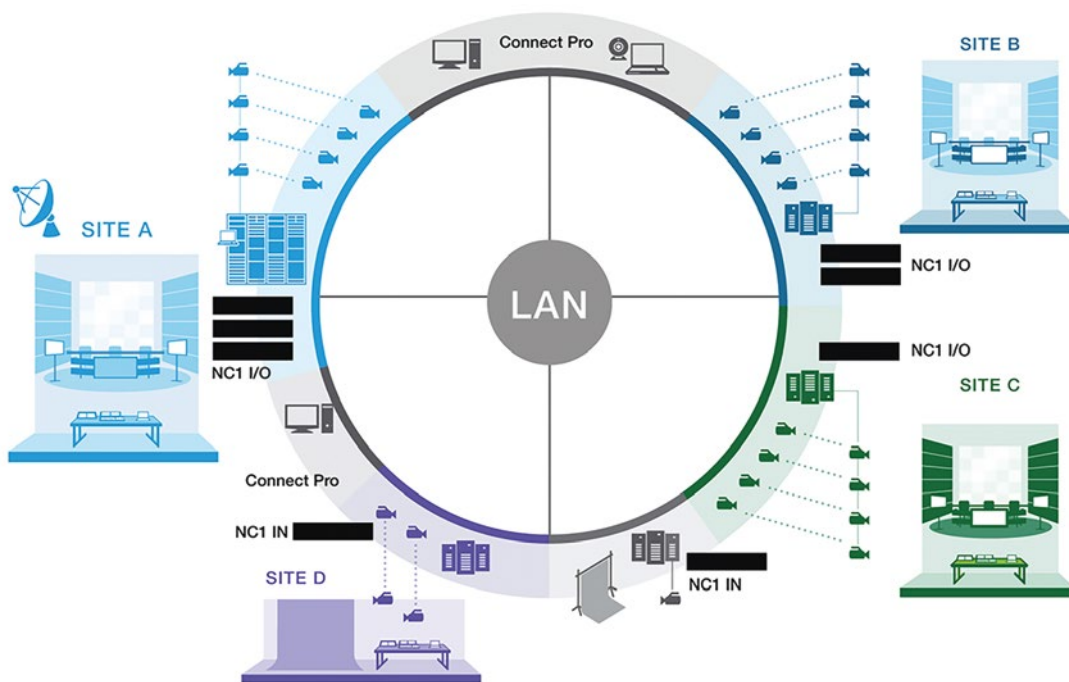 Connect Pro
SITE B
SITE A
NC1 I/O
LAN
NC1 I/O
NC1 I/O
SITE C
Connect Pro
NC1 IN
SITE D
NC1 IN